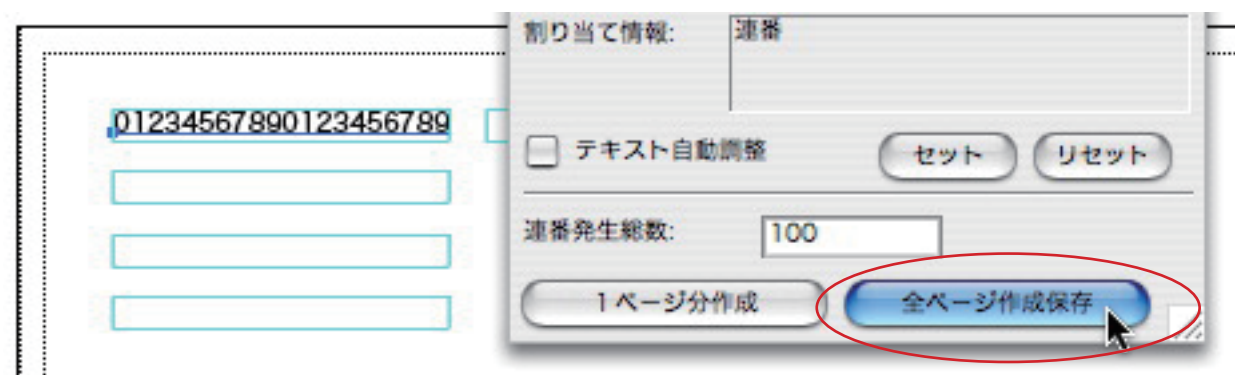 割り当て情報: 連番
01234567890123456789
テキスト自動調整 セット リセット
連番発生総数: 100
1ページ分作成 全ページ作成保存